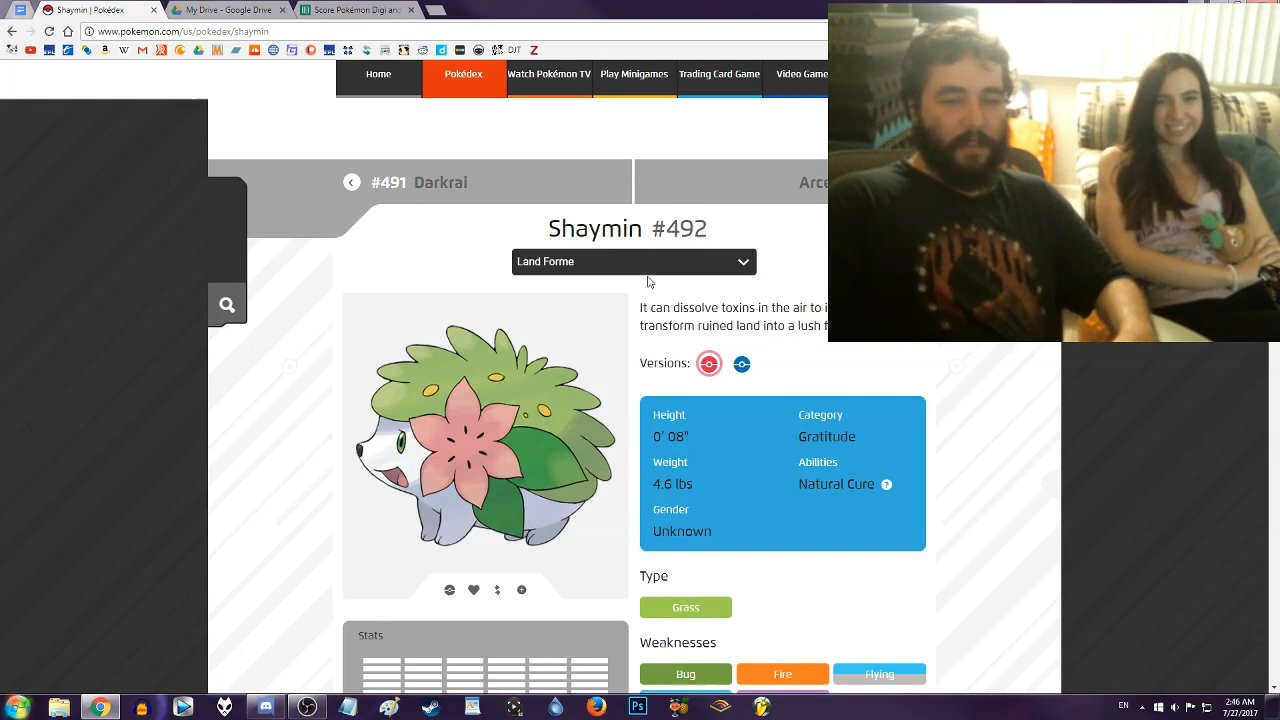 Shaymin | Pokédex
My Drive - Google Drive
Score Pokémon Digi and
www.pokemon.com/us/pokedex/shaymin
DJT
Home
Pokédex
Watch Pokémon TV
Play Minigames
Trading Card Game
Video Game
#491 Darkrai
Arce
Shaymin #492
Land Forme
It can dissolve toxins in the air to i
transform ruined land into a lush f
Versions:
Height
0' 08"
Category
Gratitude
Weight
4.6 lbs
Abilities
Natural Cure ?
Gender
Unknown
Type
Grass
Stats
Weaknesses
Bug
Fire
Flying
Ps
EN
2:46 AM
7/27/2017